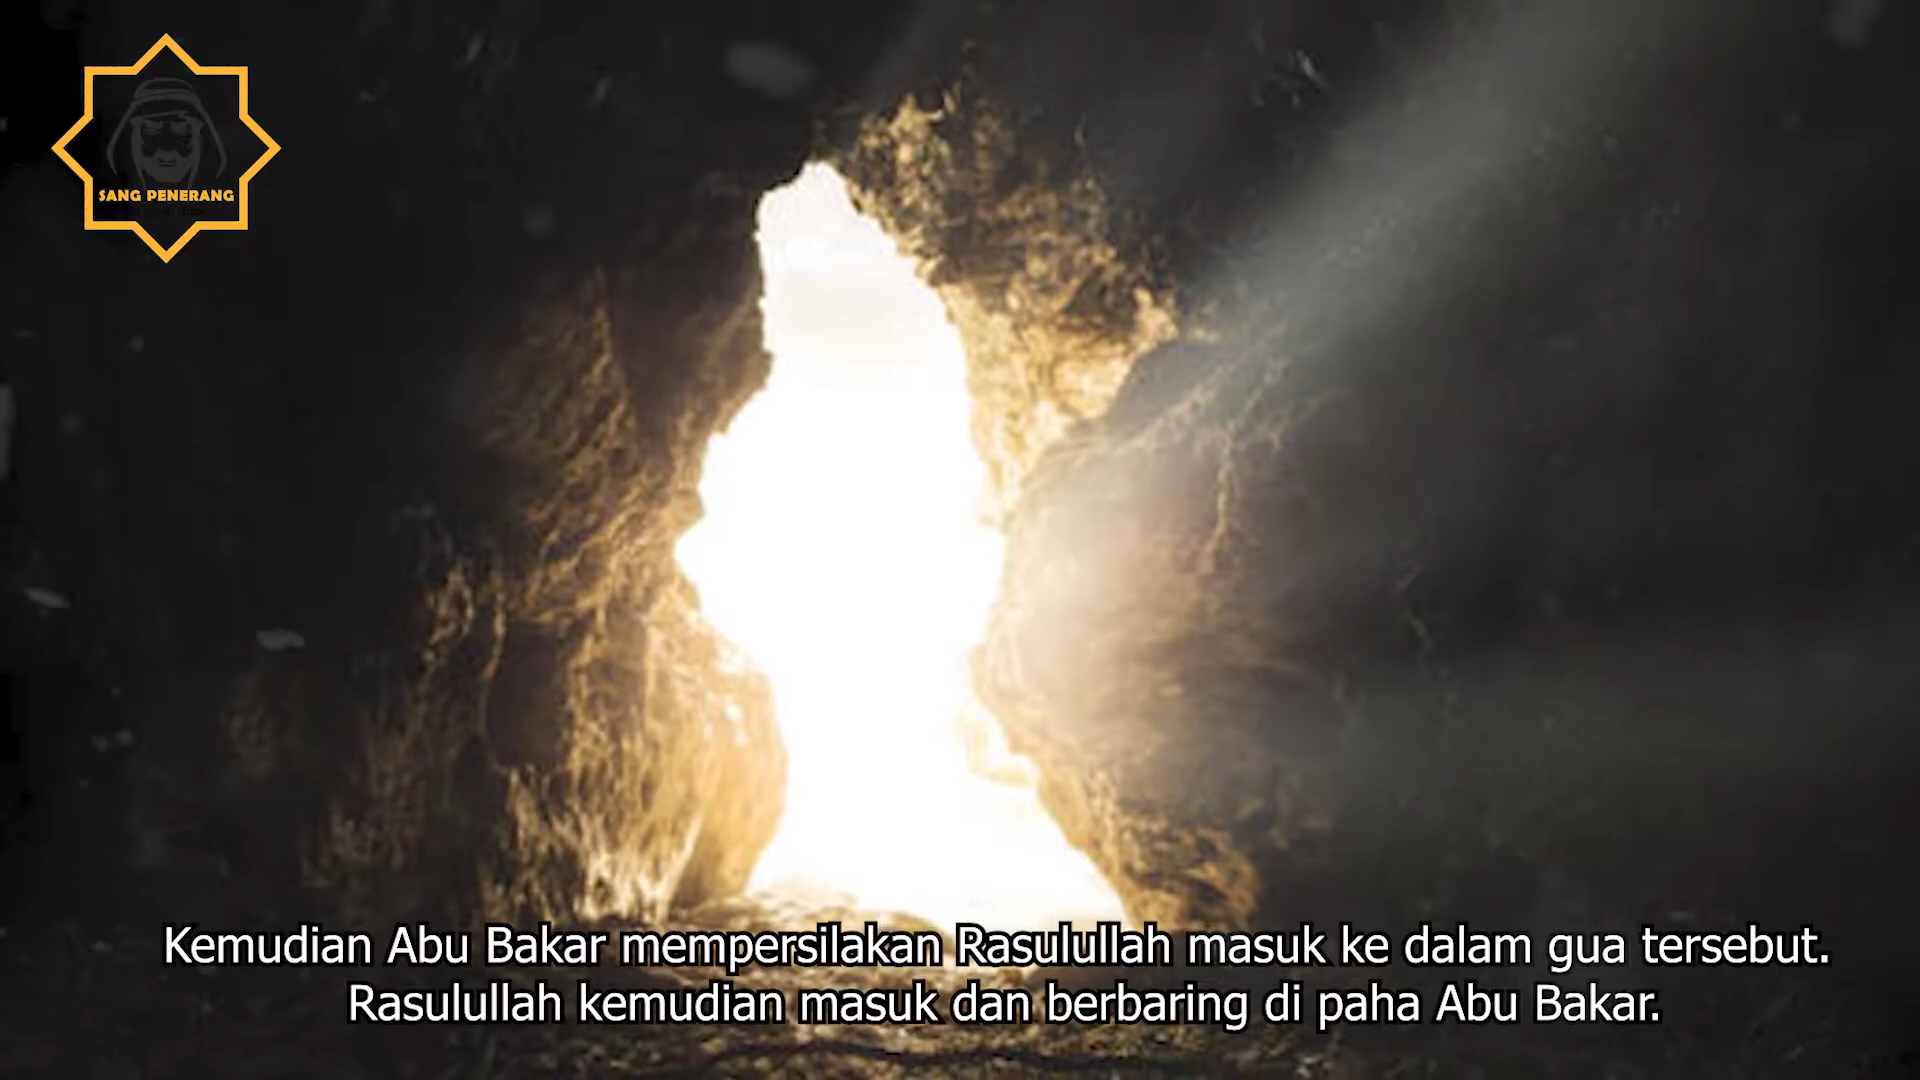 SANG PENERANG
Kemudian Abu Bakar mempersilakan Rasulullah masuk ke dalam gua tersebut.
Rasulullah kemudian masuk dan berbaring di paha Abu Bakar.